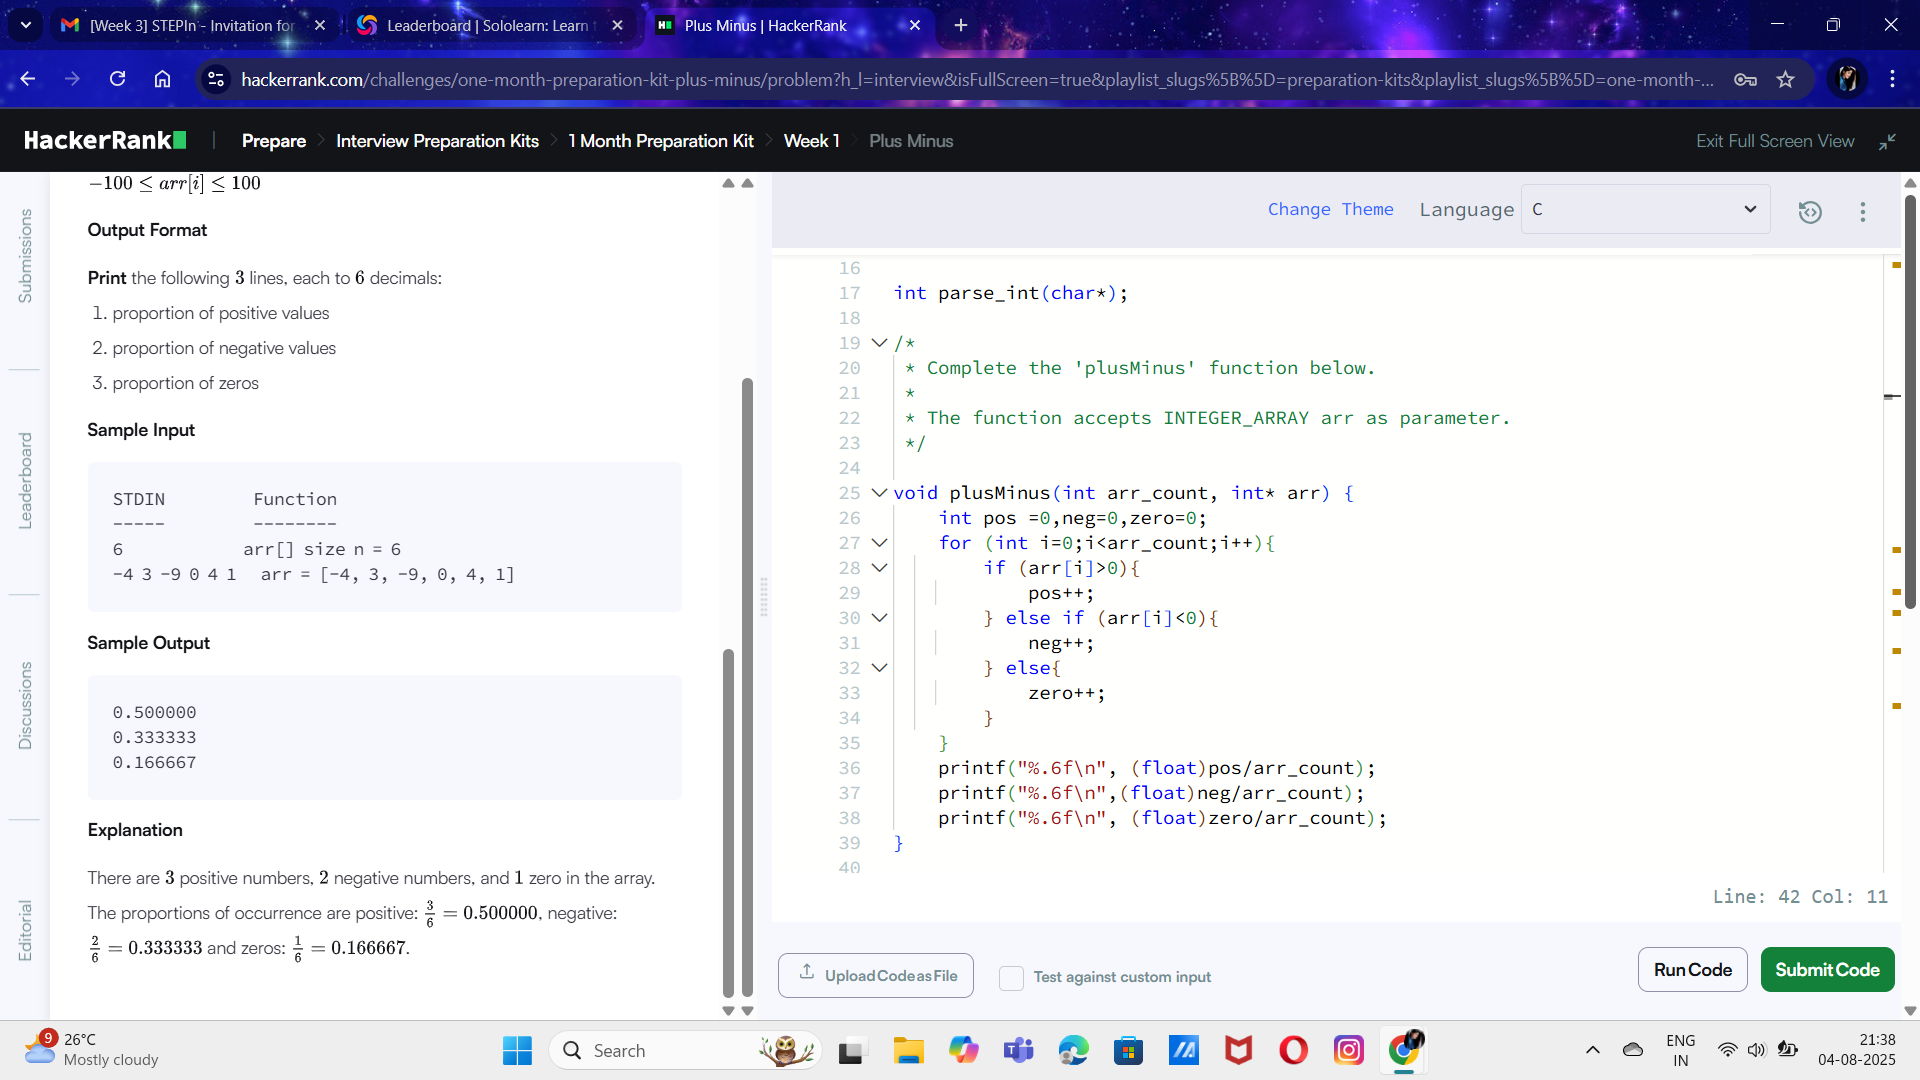 [Week 3] STEPIn - Invitation for
Leaderboard | Sololearn: Learn
Plus Minus | HackerRank
hackerrank.com/challenges/one-month-preparation-kit-plus-minus/problem?h_l=interview&isFullScreen=true&playlist_slugs%5B%5D=preparation-kits&playlist_slugs%5B%5D=one-month-...
HackerRank | Prepare > Interview Preparation Kits > 1 Month Preparation Kit > Week 1 > Plus Minus
Exit Full Screen View
Submissions
Leaderboard
Discussions
Editorial
−100 ≤ arr[i] ≤ 100
Output Format
Print the following 3 lines, each to 6 decimals:
1. proportion of positive values
2. proportion of negative values
3. proportion of zeros
Sample Input
STDIN Function
----- --------
6 arr[] size n = 6
-4 3 -9 0 4 1 arr = [-4, 3, -9, 0, 4, 1]
Sample Output
0.500000
0.333333
0.166667
Explanation
There are 3 positive numbers, 2 negative numbers, and 1 zero in the array.
The proportions of occurrence are positive: 3/6 = 0.500000, negative:
2/6 = 0.333333 and zeros: 1/6 = 0.166667.
Change Theme Language C
16
17 int parse_int(char*);
18
19 /*
20 * Complete the 'plusMinus' function below.
21 *
22 * The function accepts INTEGER_ARRAY arr as parameter.
23 */
24
25 void plusMinus(int arr_count, int* arr) {
26 int pos =0,neg=0,zero=0;
27 for (int i=0;i<arr_count;i++){
28 if (arr[i]>0){
29 pos++;
30 } else if (arr[i]<0){
31 neg++;
32 } else{
33 zero++;
34 }
35 }
36 printf("%.6f\n", (float)pos/arr_count);
37 printf("%.6f\n",(float)neg/arr_count);
38 printf("%.6f\n", (float)zero/arr_count);
39 }
40
Line: 42 Col: 11
Upload Code as File
Test against custom input
Run Code
Submit Code
9
26°C
Mostly cloudy
Search
ENG
IN
21:38
04-08-2025